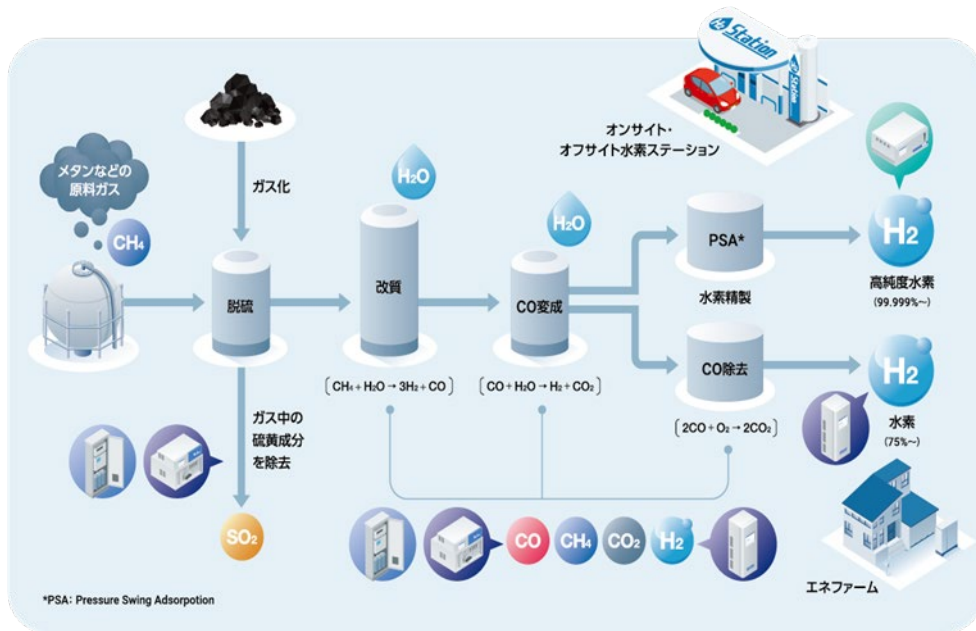 H2 Station
Station
オンサイト・
オフサイト水素ステーション
メタンなどの
原料ガス
CH₄
ガス化
H₂O
H₂O
脱硫
改質
CO変成
PSA*
水素精製
H₂
高純度水素
(99.999%~)
[CH₄+H₂O→3H₂+CO]
[CO+H₂O→H₂+CO₂]
CO除去
[2CO+O₂→2CO₂]
H₂
水素
(75%~)
ガス中の
硫黄成分
を除去
SO₂
CO
CH₄
CO₂
H₂
エネファーム
*PSA: Pressure Swing Adsorpotion